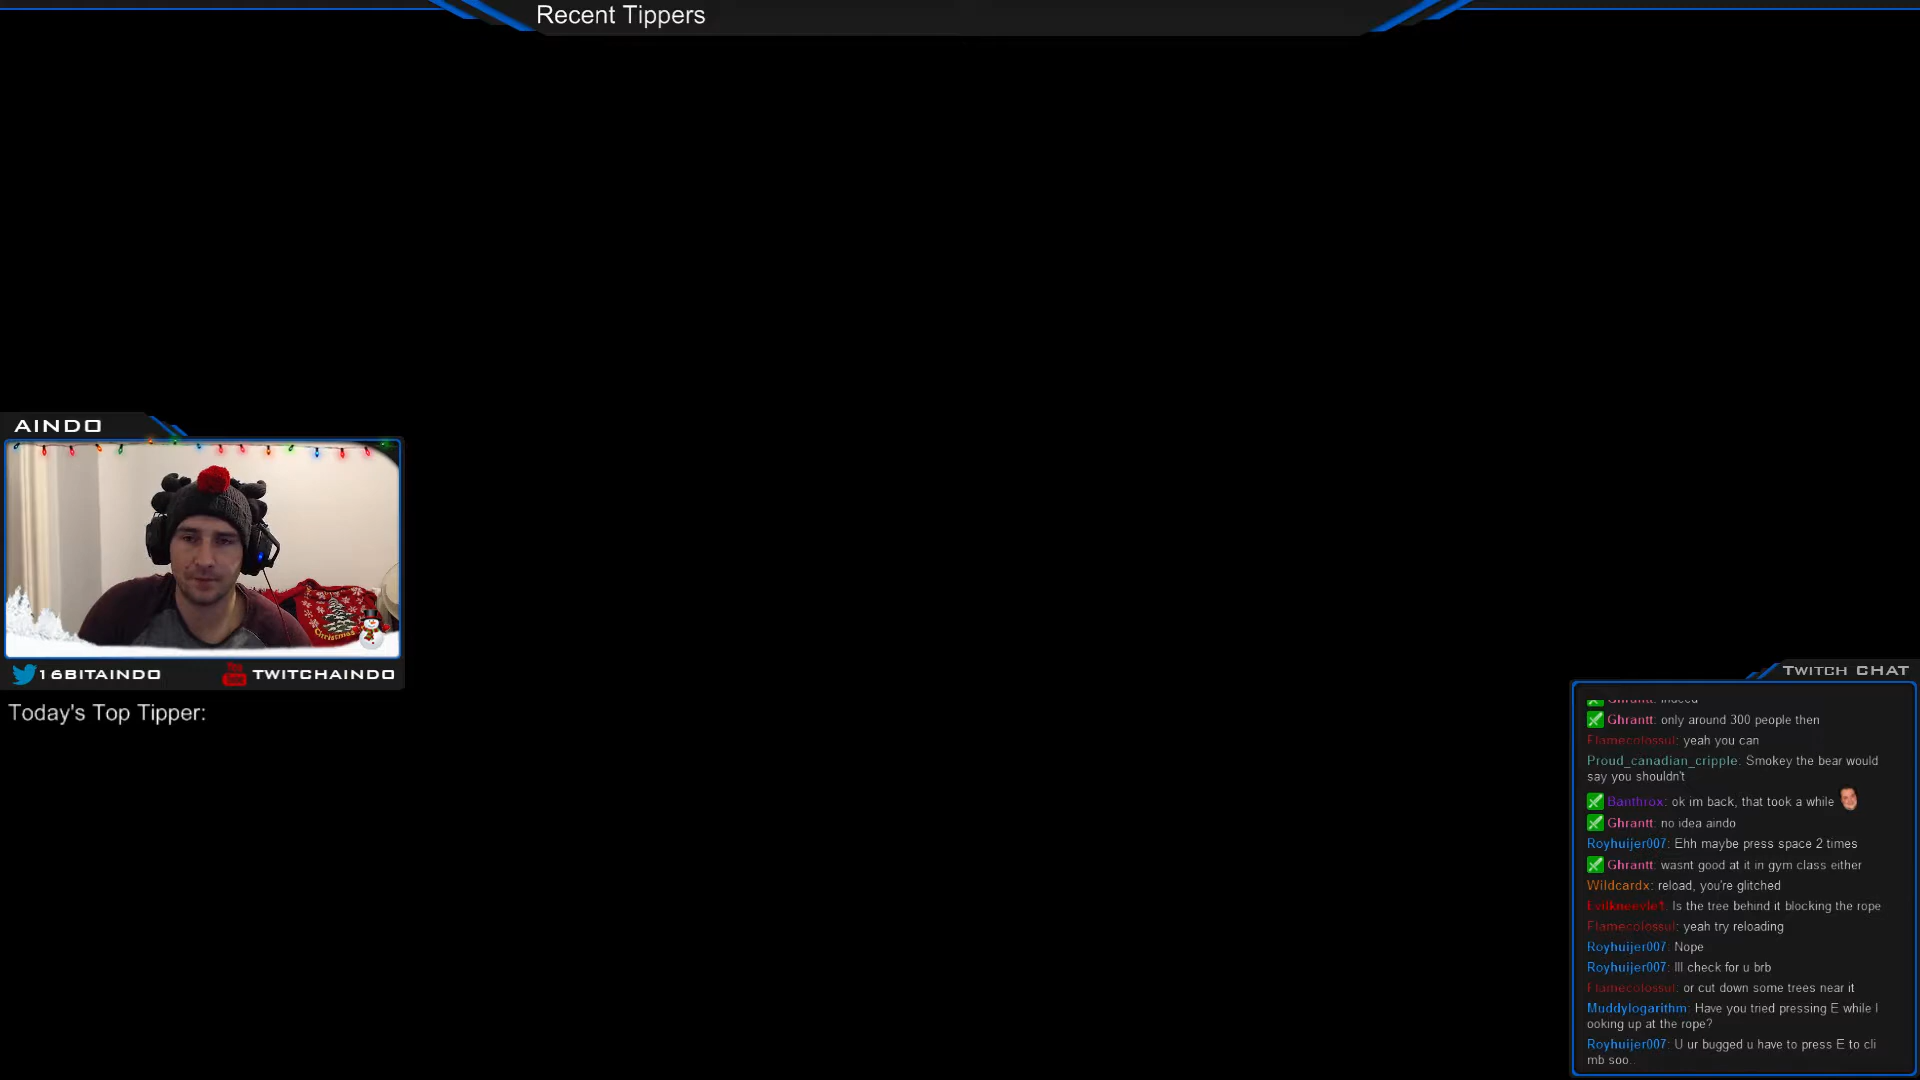 Recent Tippers
AINDO
16BITAINDO
TWITCHAINDO
Today's Top Tipper:
TWITCH CHAT
Ghrantt: indeed
Ghrantt: only around 300 people then
Flamecolossul: yeah you can
Proud_canadian_cripple: Smokey the bear would
say you shouldn't
Banthrox: ok im back, that took a while
Ghrantt: no idea aindo
Royhuijer007: Ehh maybe press space 2 times
Ghrantt: wasnt good at it in gym class either
Wildcardx: reload, you're glitched
Evilkneevle1: Is the tree behind it blocking the rope
Flamecolossul: yeah try reloading
Royhuijer007: Nope
Royhuijer007: Ill check for u brb
Flamecolossul: or cut down some trees near it
Muddylogarithm: Have you tried pressing E while l
ooking up at the rope?
Royhuijer007: U ur bugged u have to press E to cli
mb soo..